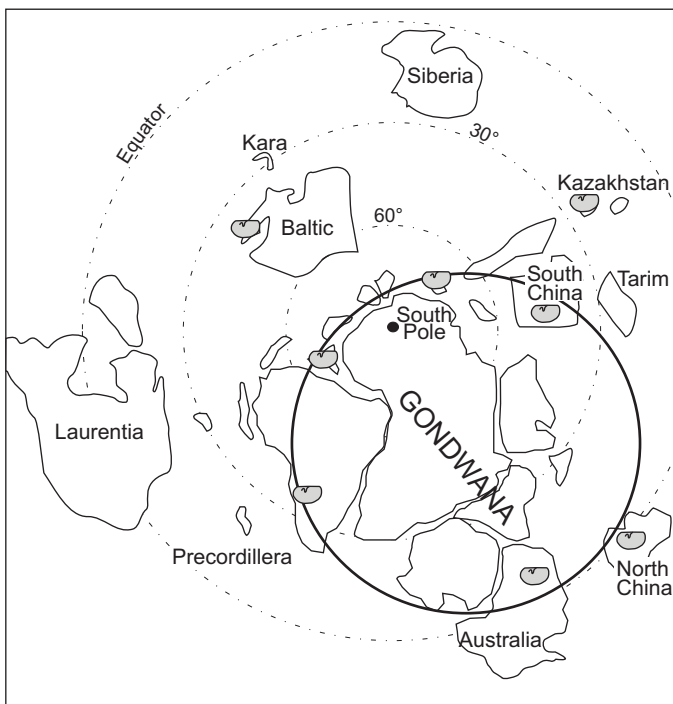 Siberia
Equator
30°
Kara
Kazakhstan
60°
Baltic
South
China
Tarim
South
Pole
GONDWANA
Laurentia
Precordillera
North
China
Australia